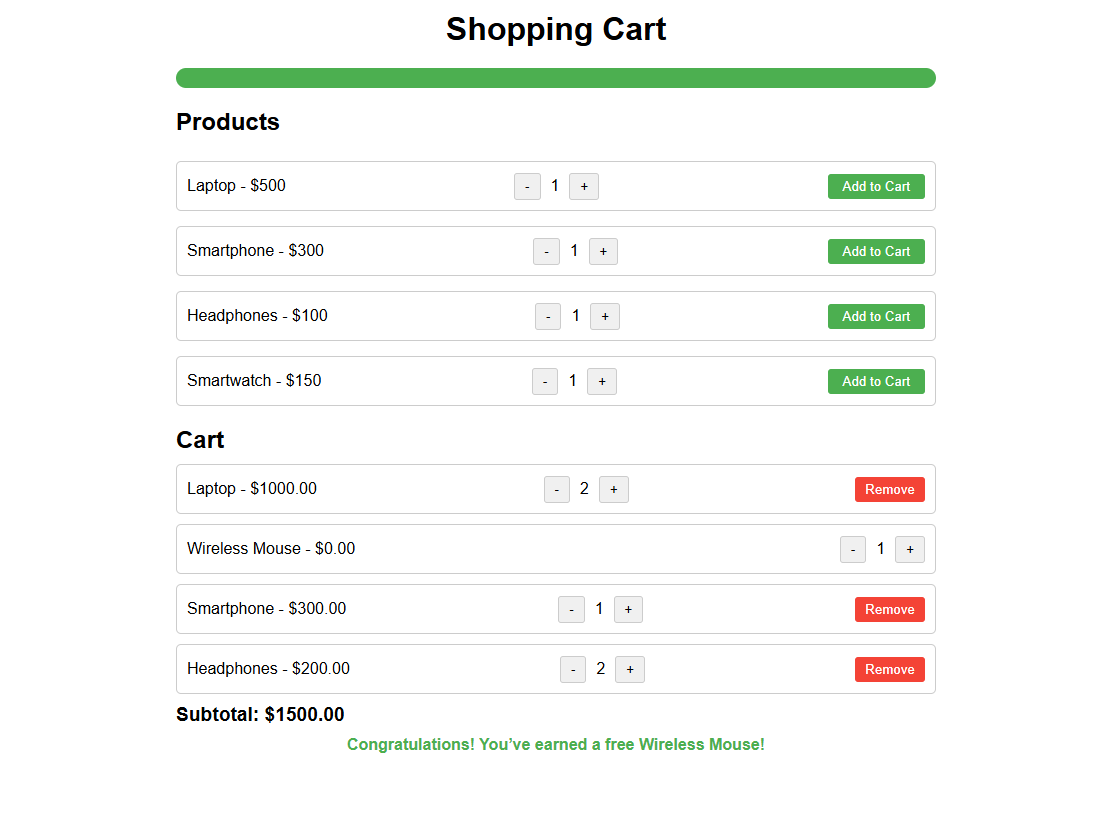 Shopping Cart
Products
Laptop - $500 - 1 + Add to Cart
Smartphone - $300 - 1 + Add to Cart
Headphones - $100 - 1 + Add to Cart
Smartwatch - $150 - 1 + Add to Cart
Cart
Laptop - $1000.00 - 2 + Remove
Wireless Mouse - $0.00 - 1 +
Smartphone - $300.00 - 1 + Remove
Headphones - $200.00 - 2 + Remove
Subtotal: $1500.00
Congratulations! You’ve earned a free Wireless Mouse!